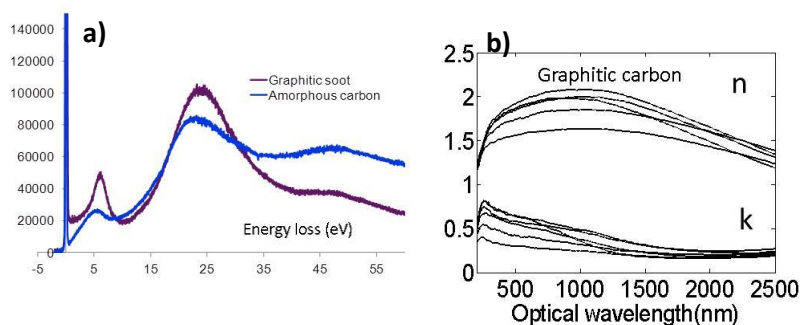 a)
140000
120000
100000
80000
60000
40000
20000
0
-5
5
15
25
35
45
55
Graphitic soot
Amorphous carbon
Energy loss (eV)
b)
2.5
2
1.5
1
0.5
0
500
1000
1500
2000
2500
Graphitic carbon
n
k
Optical wavelength(nm)